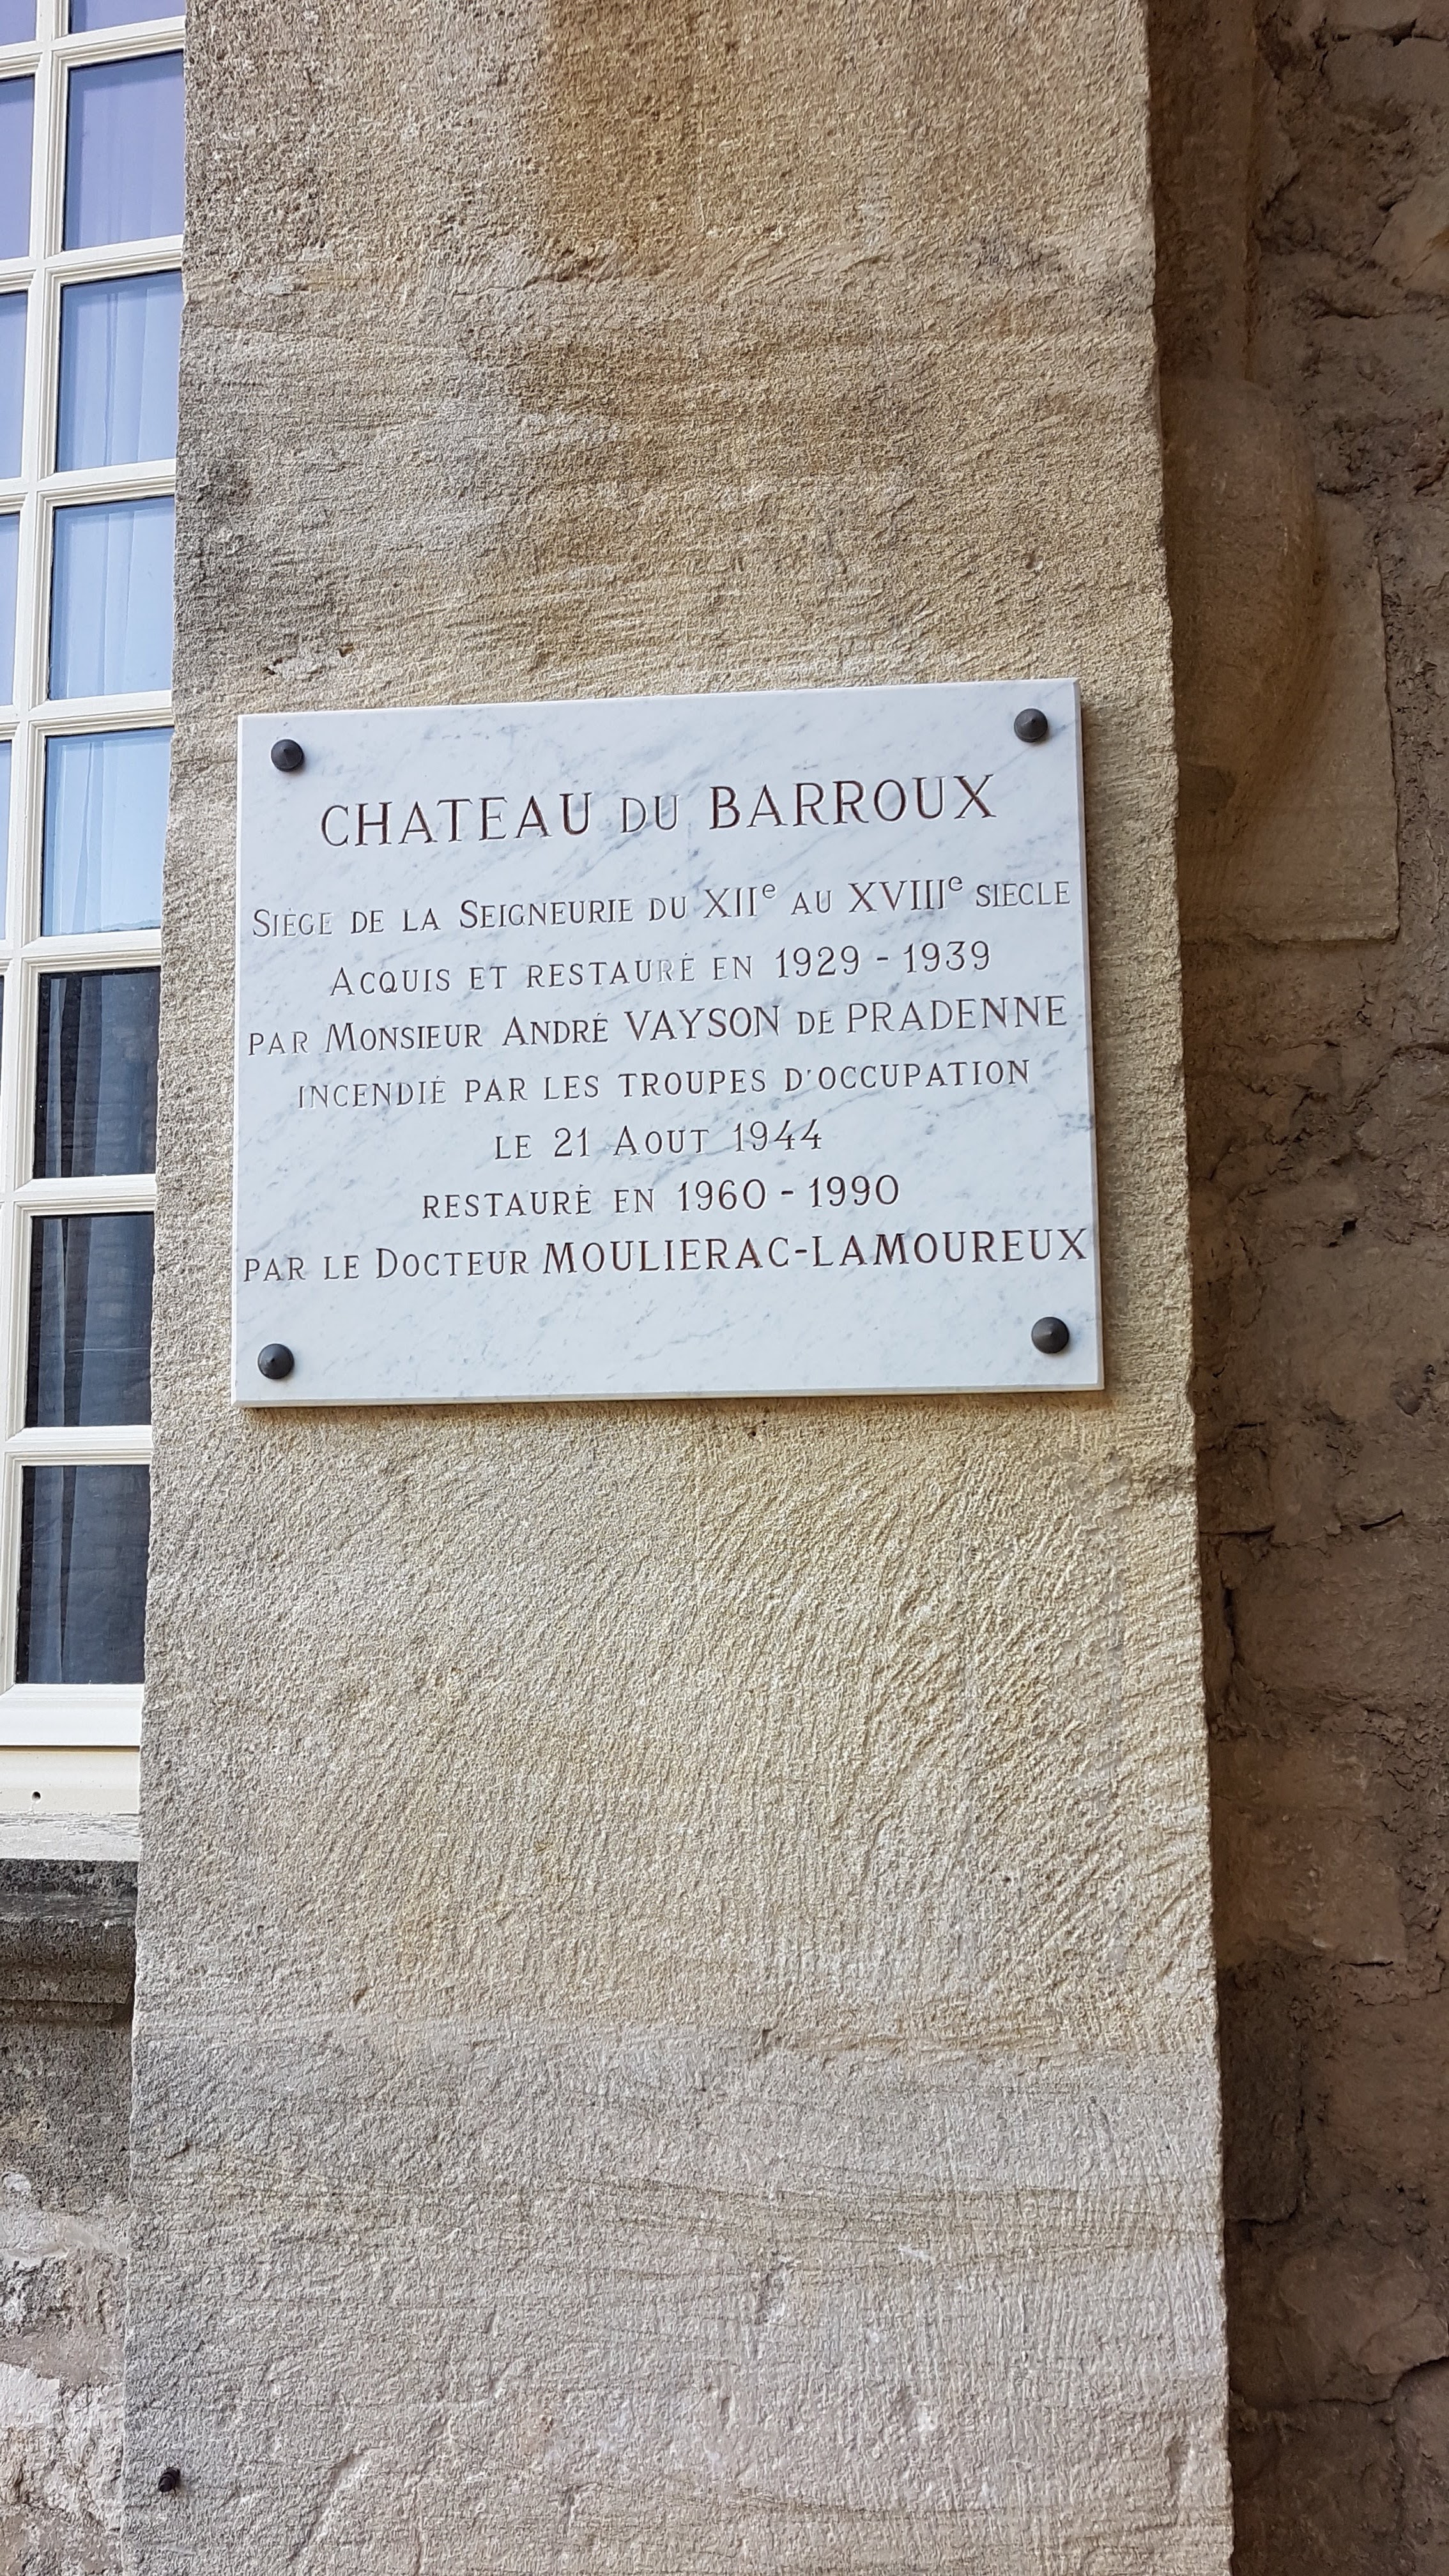 CHATEAU DU BARROUX
SIÈGE DE LA SEIGNEURIE DU XIIe AU XVIIIe SIECLE
ACQUIS ET RESTAURÉ EN 1929 - 1939
PAR MONSIEUR ANDRÉ VAYSON DE PRADENNE
INCENDIÉ PAR LES TROUPES D'OCCUPATION
LE 21 AOUT 1944
RESTAURÉ EN 1960 - 1990
PAR LE DOCTEUR MOULIERAC-LAMOUREUX